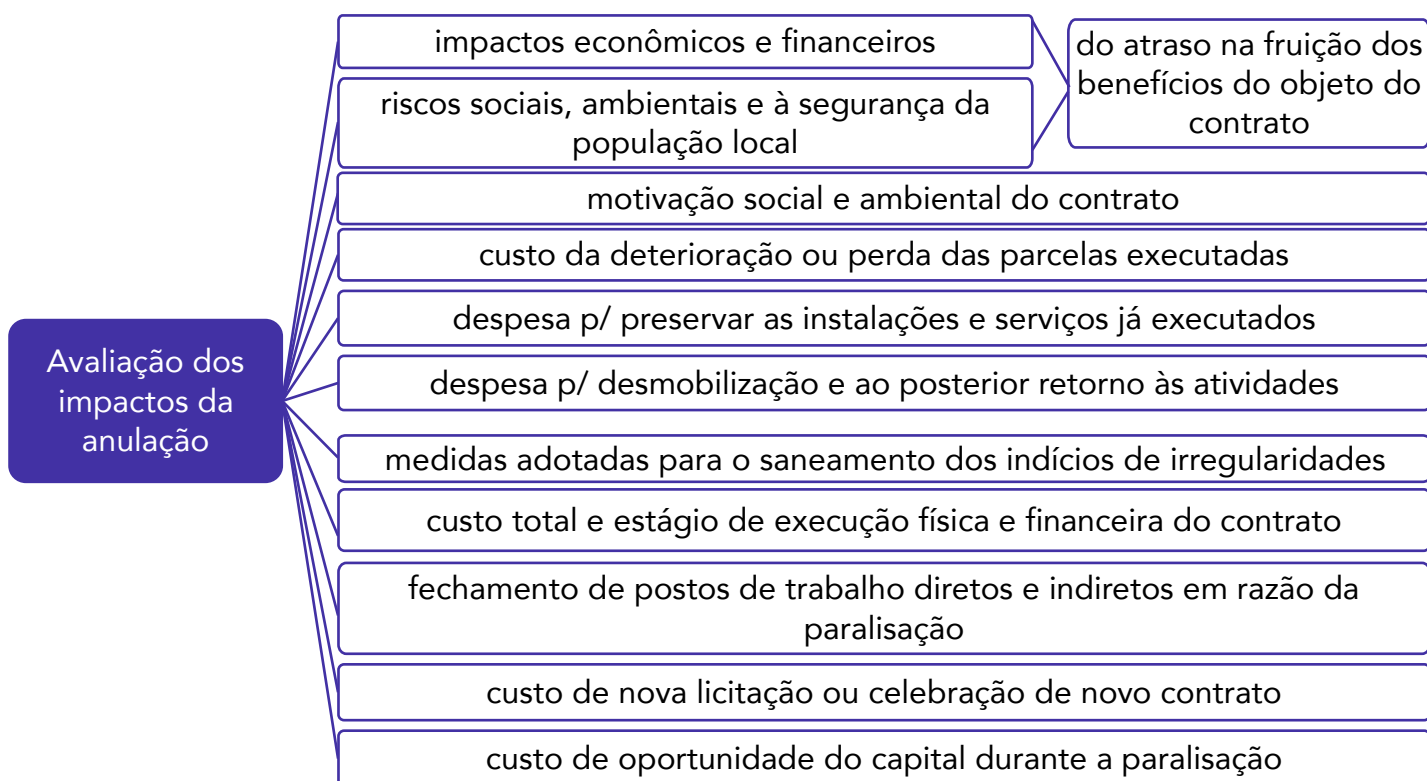 impactos econômicos e financeiros
riscos sociais, ambientais e à segurança da
população local
do atraso na fruição dos
benefícios do objeto do
contrato
motivação social e ambiental do contrato
custo da deterioração ou perda das parcelas executadas
despesa p/ preservar as instalações e serviços já executados
despesa p/ desmobilização e ao posterior retorno às atividades
Avaliação dos
impactos da
anulação
medidas adotadas para o saneamento dos indícios de irregularidades
custo total e estágio de execução física e financeira do contrato
fechamento de postos de trabalho diretos e indiretos em razão da
paralisação
custo de nova licitação ou celebração de novo contrato
custo de oportunidade do capital durante a paralisação